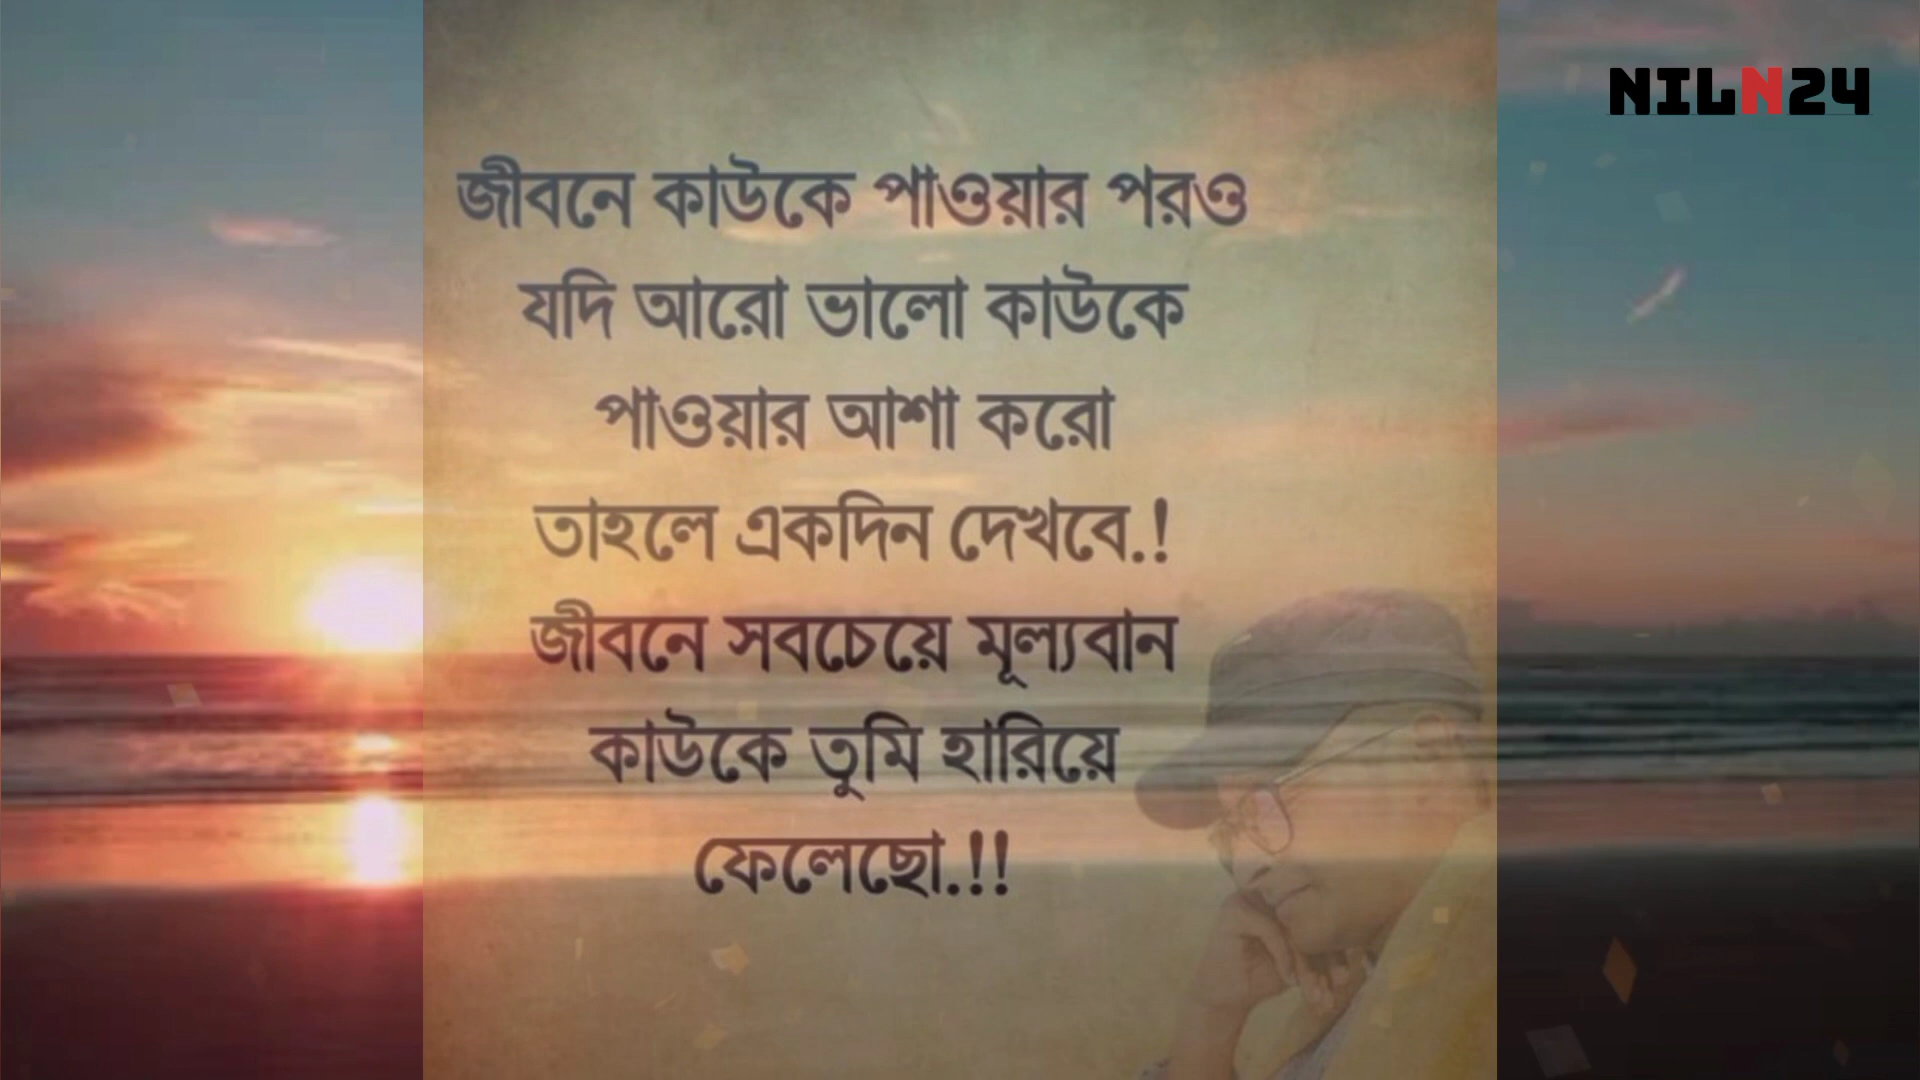 NILN24
জীবনে কাউকে পাওয়ার পরও
যদি আরো ভালো কাউকে
পাওয়ার আশা করো
তাহলে একদিন দেখবে.!
জীবনে সবচেয়ে মূল্যবান
কাউকে তুমি হারিয়ে
ফেলেছো.!!